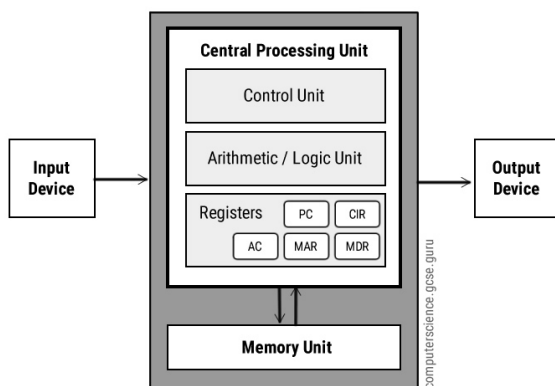 Central Processing Unit
Control Unit
Arithmetic / Logic Unit
Registers PC CIR
AC MAR MDR
Input
Device
Output
Device
Memory Unit
computerscience.gcse.guru